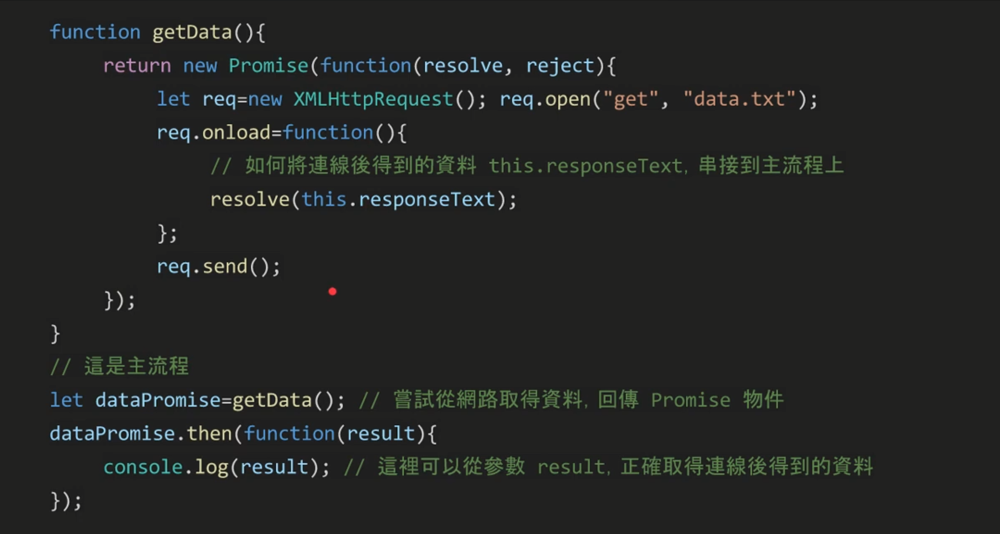 function getData(){
return new Promise(function(resolve, reject){
let req=new XMLHttpRequest(); req.open("get", "data.txt");
req.onload=function(){
// 如何將連線後得到的資料 this.responseText, 串接到主流程上
resolve(this.responseText);
};
req.send();
});
}
// 這是主流程
let dataPromise=getData(); // 嘗試從網路取得資料, 回傳 Promise 物件
dataPromise.then(function(result){
console.log(result); // 這裡可以從參數 result, 正確取得連線後得到的資料
});